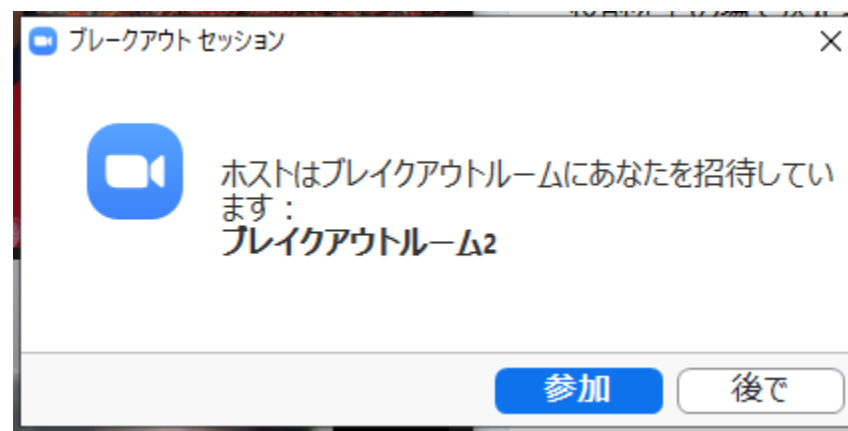 ブレークアウト セッション
ホストはブレイクアウトルームにあなたを招待してい
ます：
ブレイクアウトルーム2
参加
後で